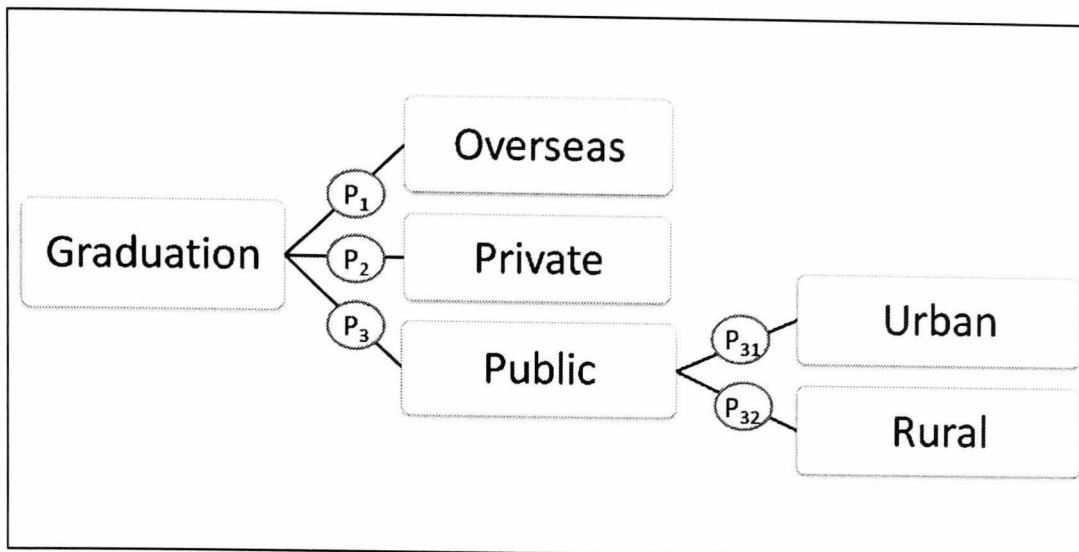 Graduation
P1
P2
P3
Overseas
Private
Public
P31
P32
Urban
Rural